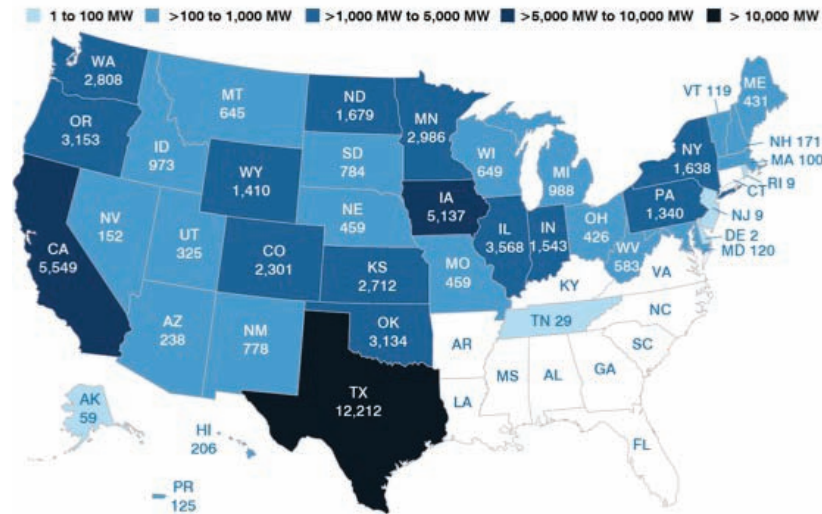 1 to 100 MW >100 to 1,000 MW >1,000 MW to 5,000 MW >5,000 MW to 10,000 MW > 10,000 MW
WA
2,808
OR
3,153
CA
5,549
ID
973
NV
152
MT
645
WY
1,410
UT
325
AZ
238
CO
2,301
NM
778
ND
1,679
SD
784
NE
459
KS
2,712
OK
3,134
TX
12,212
MN
2,986
IA
5,137
MO
459
AR
LA
WI
649
IL
3,568
MI
988
IN
1,543
OH
426
KY
TN 29
MS
AL
GA
FL
SC
NC
VA
WV
583
PA
1,340
NY
1,638
VT 119
ME
431
NH 171
MA 100
RI 9
CT
NJ 9
DE 2
MD 120
AK
59
HI
206
PR
125